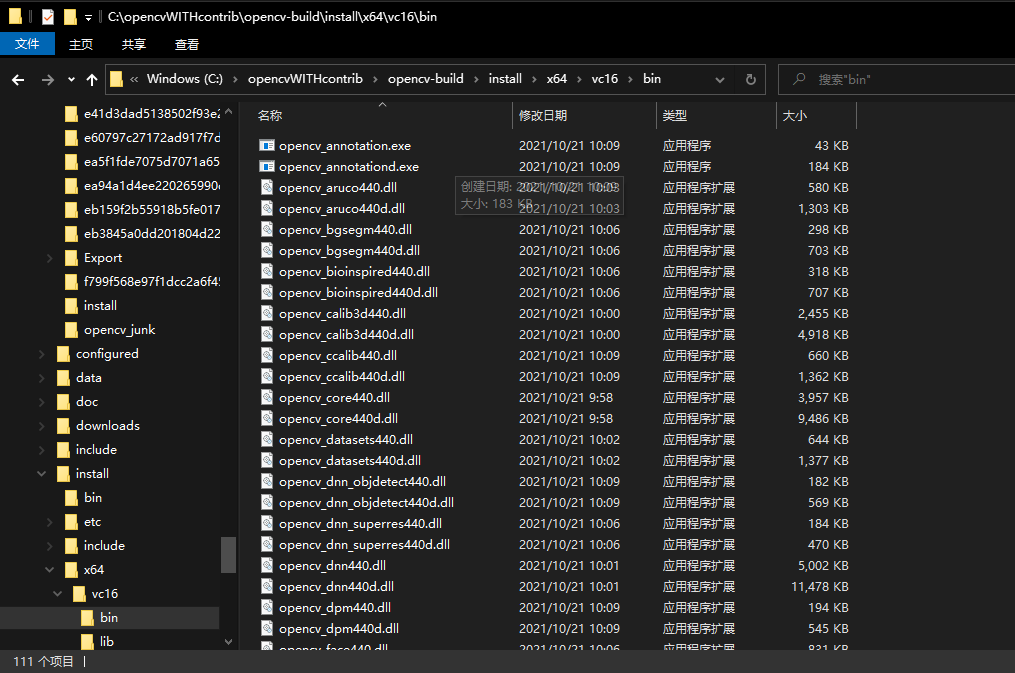 C:\opencvWITHcontrib\opencv-build\install\x64\vc16\bin
文件 主页 共享 查看
« Windows (C:) › opencvWITHcontrib › opencv-build › install › x64 › vc16 › bin 搜索"bin"
e41d3dad5138502f93e2
e60797c27172ad917f7d
ea5f1fde7075d7071a65
ea94a1d4ee220265990
eb159f2b55918b5fe017
eb3845a0dd201804d22
Export
f799f568e97f1dcc2a6f45
install
opencv_junk
configured
data
doc
downloads
include
install
bin
etc
include
x64
vc16
bin
lib
名称 修改日期 类型 大小
opencv_annotation.exe 2021/10/21 10:09 应用程序 43 KB
opencv_annotationd.exe 2021/10/21 10:09 应用程序 184 KB
opencv_aruco440.dll 2021/10/21 10:03 应用程序扩展 580 KB
opencv_aruco440d.dll 2021/10/21 10:03 应用程序扩展 1,303 KB
创建日期: 2021/10/21 10:09
大小: 183 KB
opencv_bgsegm440.dll 2021/10/21 10:06 应用程序扩展 298 KB
opencv_bgsegm440d.dll 2021/10/21 10:06 应用程序扩展 703 KB
opencv_bioinspired440.dll 2021/10/21 10:06 应用程序扩展 318 KB
opencv_bioinspired440d.dll 2021/10/21 10:06 应用程序扩展 707 KB
opencv_calib3d440.dll 2021/10/21 10:00 应用程序扩展 2,455 KB
opencv_calib3d440d.dll 2021/10/21 10:00 应用程序扩展 4,918 KB
opencv_ccalib440.dll 2021/10/21 10:09 应用程序扩展 660 KB
opencv_ccalib440d.dll 2021/10/21 10:09 应用程序扩展 1,362 KB
opencv_core440.dll 2021/10/21 9:58 应用程序扩展 3,957 KB
opencv_core440d.dll 2021/10/21 9:58 应用程序扩展 9,486 KB
opencv_datasets440.dll 2021/10/21 10:02 应用程序扩展 644 KB
opencv_datasets440d.dll 2021/10/21 10:02 应用程序扩展 1,377 KB
opencv_dnn_objdetect440.dll 2021/10/21 10:09 应用程序扩展 182 KB
opencv_dnn_objdetect440d.dll 2021/10/21 10:09 应用程序扩展 569 KB
opencv_dnn_superres440.dll 2021/10/21 10:06 应用程序扩展 184 KB
opencv_dnn_superres440d.dll 2021/10/21 10:06 应用程序扩展 470 KB
opencv_dnn440.dll 2021/10/21 10:01 应用程序扩展 5,002 KB
opencv_dnn440d.dll 2021/10/21 10:01 应用程序扩展 11,478 KB
opencv_dpm440.dll 2021/10/21 10:09 应用程序扩展 194 KB
opencv_dpm440d.dll 2021/10/21 10:09 应用程序扩展 545 KB
opencv_face440.dll 2021/10/21 10:06 应用程序扩展 831 KB
111 个项目